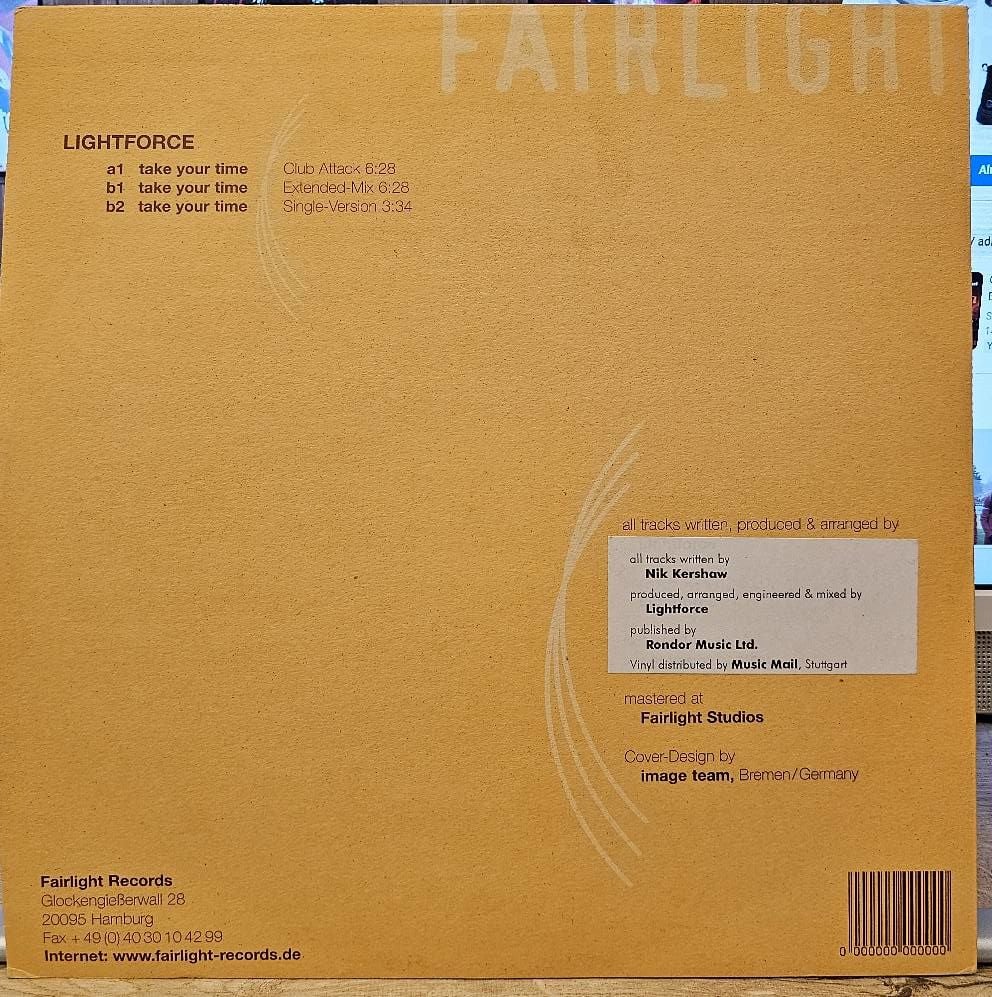 FAIRLIGHT
LIGHTFORCE
a1 take your time Club Attack 6:28
b1 take your time Extended-Mix 6:28
b2 take your time Single-Version 3:34
all tracks written, produced & arranged by
all tracks written by
Nik Kershaw
produced, arranged, engineered & mixed by
Lightforce
published by
Rondor Music Ltd.
Vinyl distributed by Music Mail, Stuttgart
mastered at
Fairlight Studios
Cover-Design by
image team, Bremen/Germany
Fairlight Records
Glockengießerwall 28
20095 Hamburg
Fax + 49 (0) 40 30 10 42 99
Internet: www.fairlight-records.de
0 000000 000000